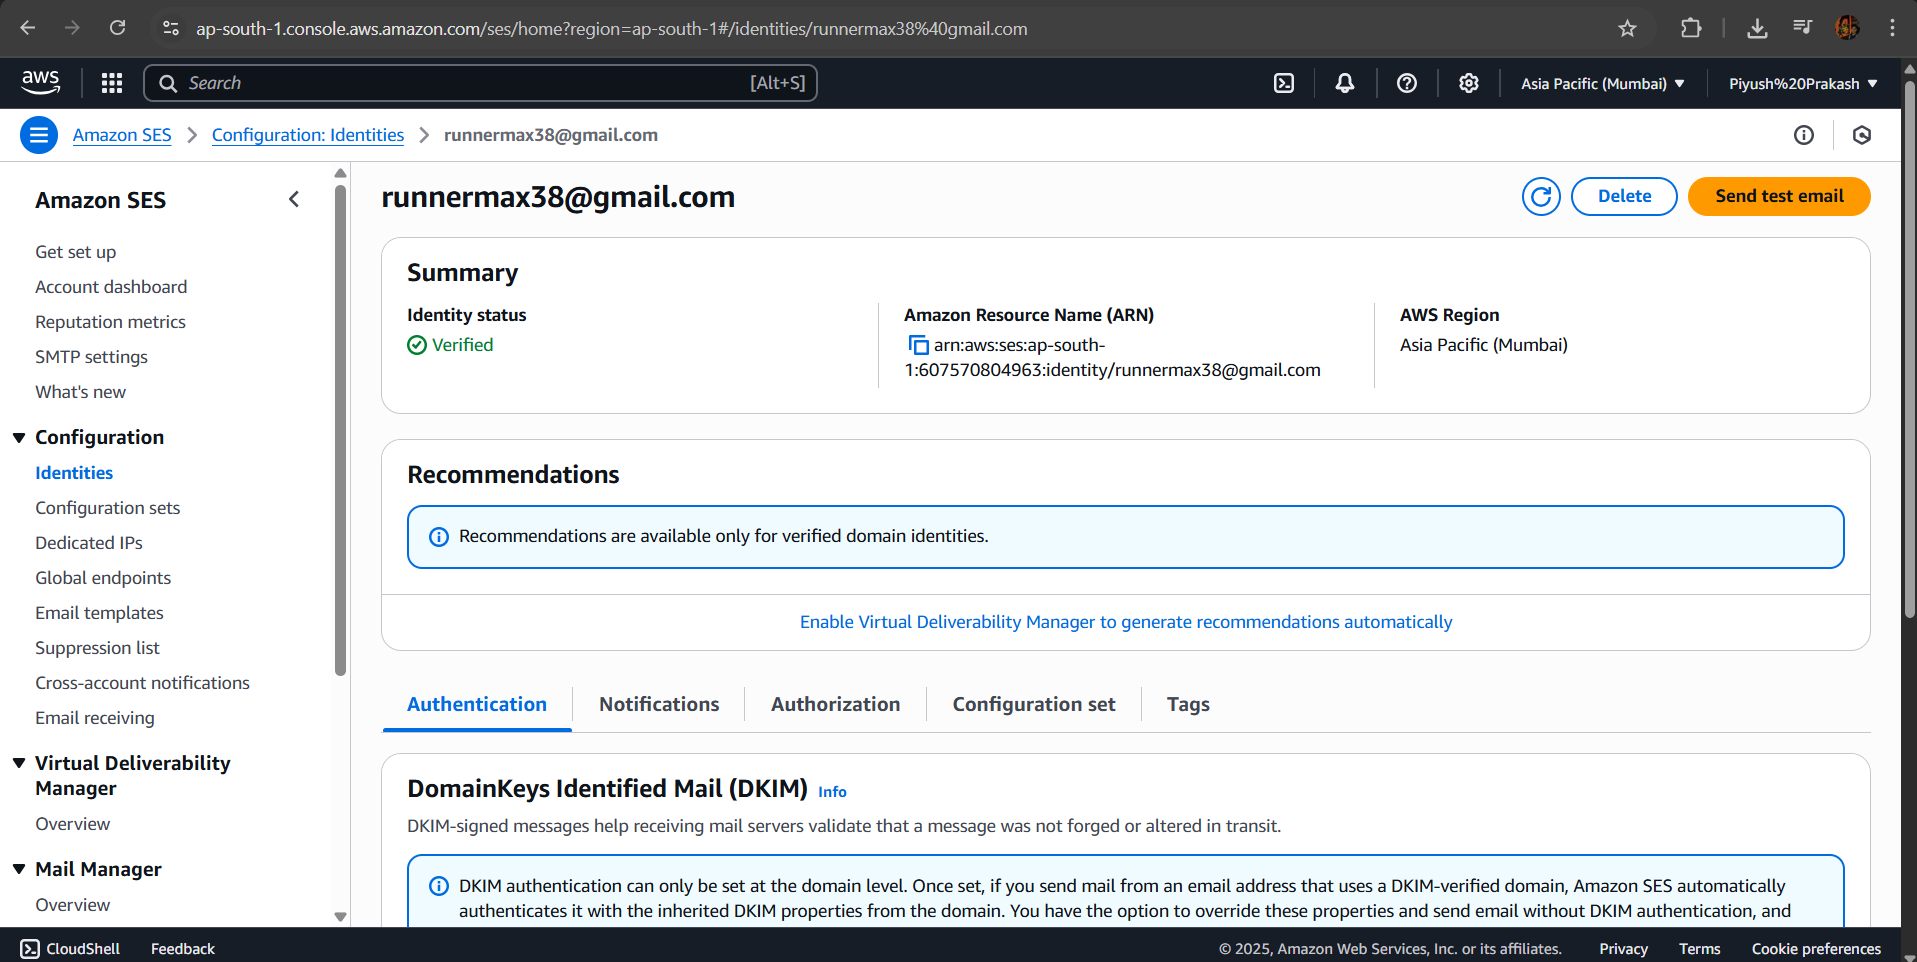 ap-south-1.console.aws.amazon.com/ses/home?region=ap-south-1#/identities/runnermax38%40gmail.com
aws
Search
[Alt+S]
Asia Pacific (Mumbai)
Piyush%20Prakash
Amazon SES
Configuration: Identities
runnermax38@gmail.com
Amazon SES
Get set up
Account dashboard
Reputation metrics
SMTP settings
What's new
Configuration
Identities
Configuration sets
Dedicated IPs
Global endpoints
Email templates
Suppression list
Cross-account notifications
Email receiving
Virtual Deliverability
Manager
Overview
Mail Manager
Overview
runnermax38@gmail.com
Delete
Send test email
Summary
Identity status
Verified
Amazon Resource Name (ARN)
arn:aws:ses:ap-south-
1:607570804963:identity/runnermax38@gmail.com
AWS Region
Asia Pacific (Mumbai)
Recommendations
Recommendations are available only for verified domain identities.
Enable Virtual Deliverability Manager to generate recommendations automatically
Authentication
Notifications
Authorization
Configuration set
Tags
DomainKeys Identified Mail (DKIM) Info
DKIM-signed messages help receiving mail servers validate that a message was not forged or altered in transit.
DKIM authentication can only be set at the domain level. Once set, if you send mail from an email address that uses a DKIM-verified domain, Amazon SES automatically
authenticates it with the inherited DKIM properties from the domain. You have the option to override these properties and send email without DKIM authentication, and
CloudShell
Feedback
© 2025, Amazon Web Services, Inc. or its affiliates.
Privacy
Terms
Cookie preferences